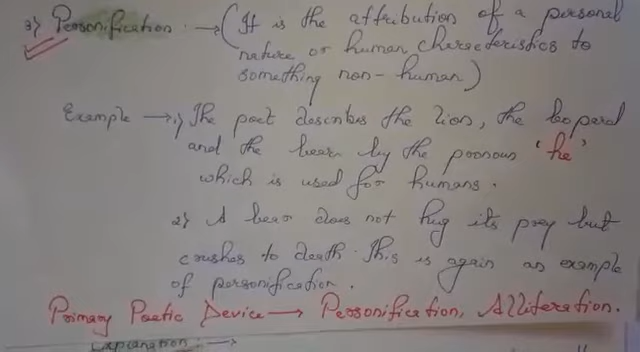 3) Personification :→ (It is the attribution of a personal
nature or human characteristics to
something non-human)
Example → 1) The poet describes the lion, the leopard
and the bear by the pronous 'he'
which is used for humans.
2) A bear does not hug its prey but
crushes to death. This is again an example
of personification.
Primary Poetic Device → Personification, Alliteration.
Explanation :→